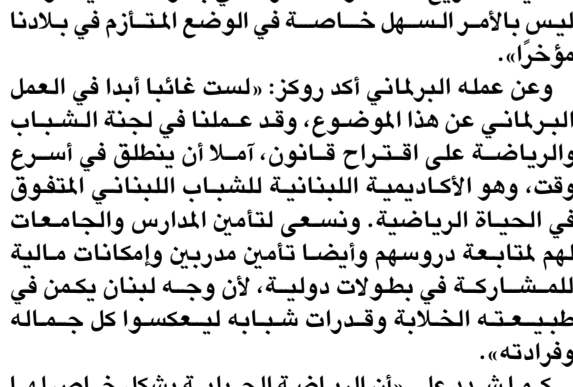 ليس بالأمر السهل خاصة في الوضع المتأزم في بلادنا
مؤخرًا».
وعن عمله البرلماني أكد روكز: «لست غائبا أبدا في العمل
البرلماني عن هذا الموضوع، وقد عملنا في لجنة الشباب
والرياضة على اقتراح قانون، آملا أن ينطلق في أسرع
وقت، وهو الأكاديمية اللبنانية للشباب اللبناني المتفوق
في الحياة الرياضية. ونسعى لتأمين المدارس والجامعات
لهم لمتابعة دروسهم وأيضا تأمين مدربين وإمكانات مالية
للمشاركة في بطولات دولية، لأن وجه لبنان يكمن في
طبيعته الخلابة وقدرات شبابه ليعكسوا كل جماله
وفرادته».